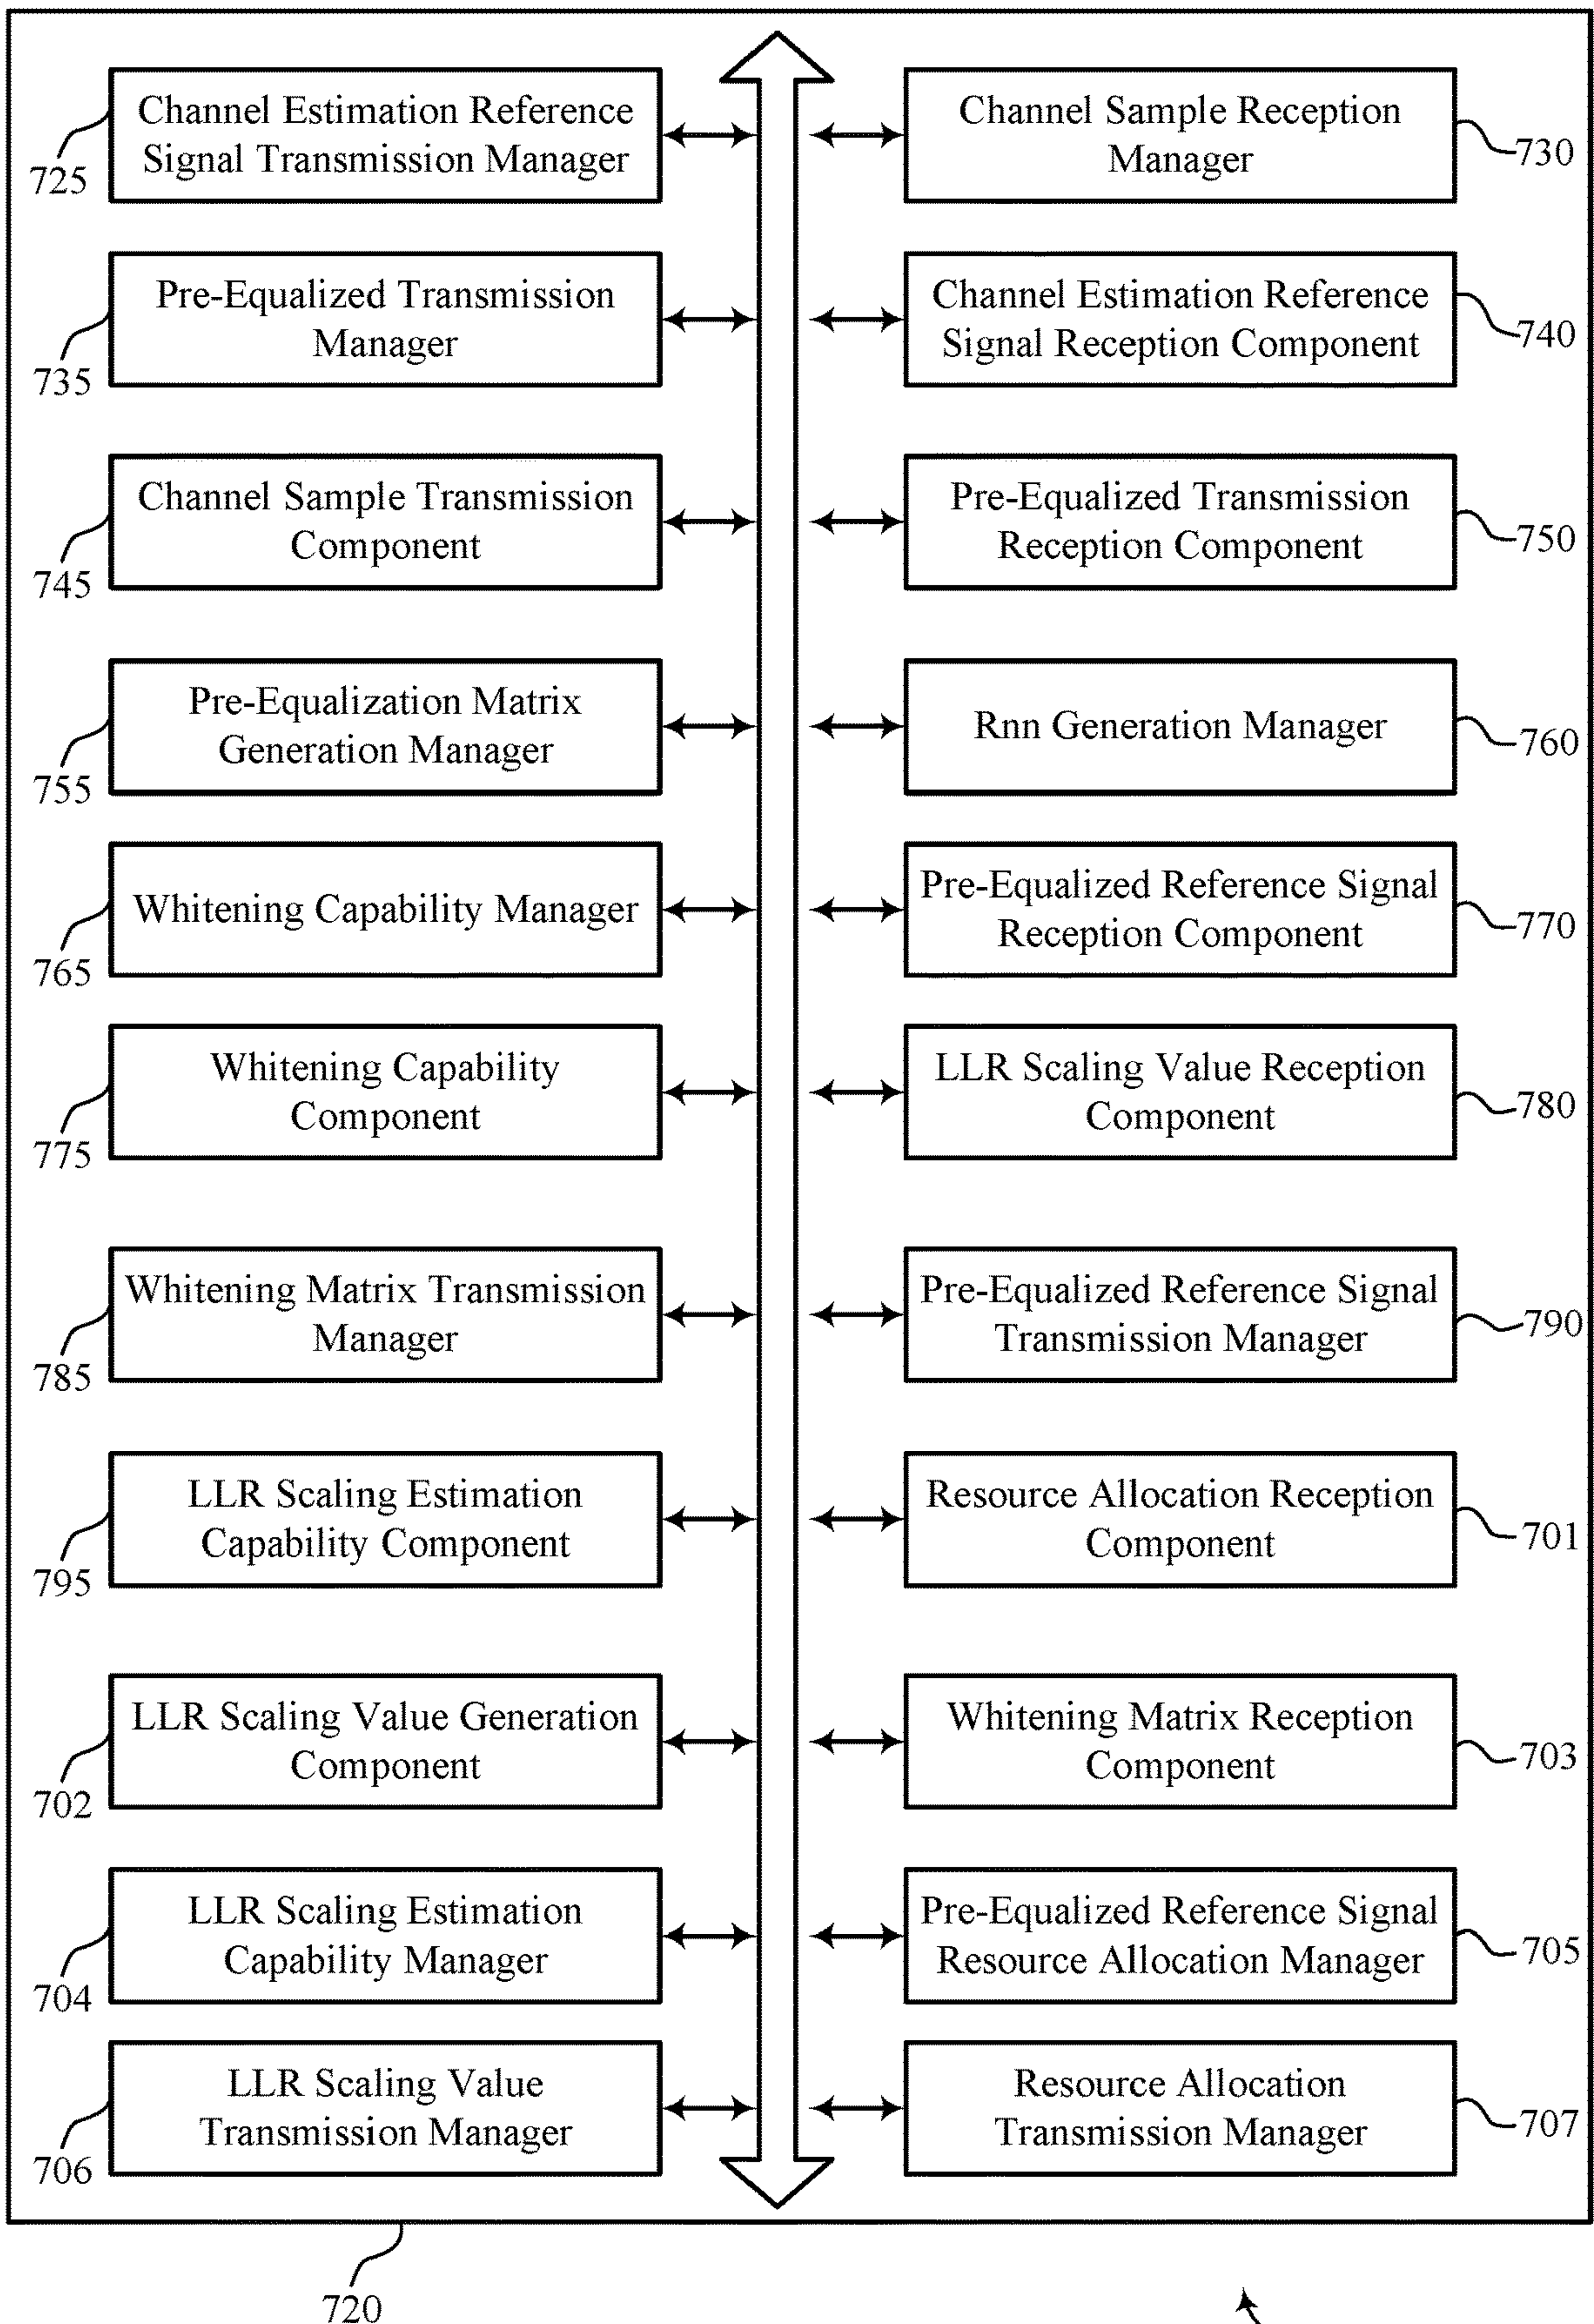 Channel Estimation Reference
Signal Transmission Manager
725
Channel Sample Reception
Manager
730
Pre-Equalized Transmission
Manager
735
Channel Estimation Reference
Signal Reception Component
740
Channel Sample Transmission
Component
745
Pre-Equalized Transmission
Reception Component
750
Pre-Equalization Matrix
Generation Manager
755
Rnn Generation Manager
760
Whitening Capability Manager
765
Pre-Equalized Reference Signal
Reception Component
770
Whitening Capability
Component
775
LLR Scaling Value Reception
Component
780
Whitening Matrix Transmission
Manager
785
Pre-Equalized Reference Signal
Transmission Manager
790
LLR Scaling Estimation
Capability Component
795
Resource Allocation Reception
Component
701
LLR Scaling Value Generation
Component
702
Whitening Matrix Reception
Component
703
LLR Scaling Estimation
Capability Manager
704
Pre-Equalized Reference Signal
Resource Allocation Manager
705
LLR Scaling Value
Transmission Manager
706
Resource Allocation
Transmission Manager
707
720